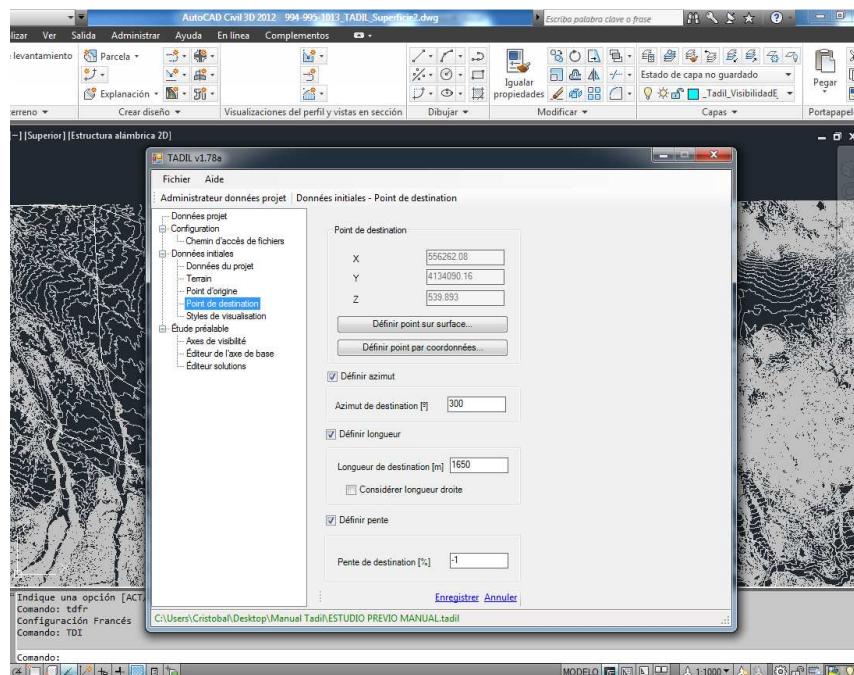 AutoCAD Civil 3D 2012 994-995-1013_TADIL_Superficie2.dwg
Escriba palabra clave o frase
lizar Ver Salida Administrar Ayuda En línea Complementos
levantamiento
Parcela
Explanación
Igualar
propiedades
Estado de capa no guardado
_Tadil_VisibilidadE
Pegar
erreno
Crear diseño
Visualizaciones del perfil y vistas en sección
Dibujar
Modificar
Capas
Portapapel
[-] [Superior] [Estructura alámbrica 2D]
TADIL v1.78a
Fichier Aide
Administrateur données projet Données initiales - Point de destination
Données projet
Configuration
Chemin d'accès de fichiers
Données initiales
Données du projet
Terrain
Point d'origine
Point de destination
Styles de visualisation
Étude préalable
Axes de visibilité
Éditeur de l'axe de base
Éditeur solutions
Point de destination
X 556262.08
Y 4134090.16
Z 539.893
Définir point sur surface...
Définir point par coordonnées...
Définir azimut
Azimut de destination [º] 300
Définir longueur
Longueur de destination [m] 1650
Considérer longueur droite
Définir pente
Pente de destination [%] -1
Enregistrer Annuler
C:\Users\Cristobal\Desktop\Manual Tadil\ESTUDIO PREVIO MANUAL.tadil
Indique una opción [ACT
Comando: tdfr
Configuración Francés
Comando: TDI
Comando:
MODELO
1:1000